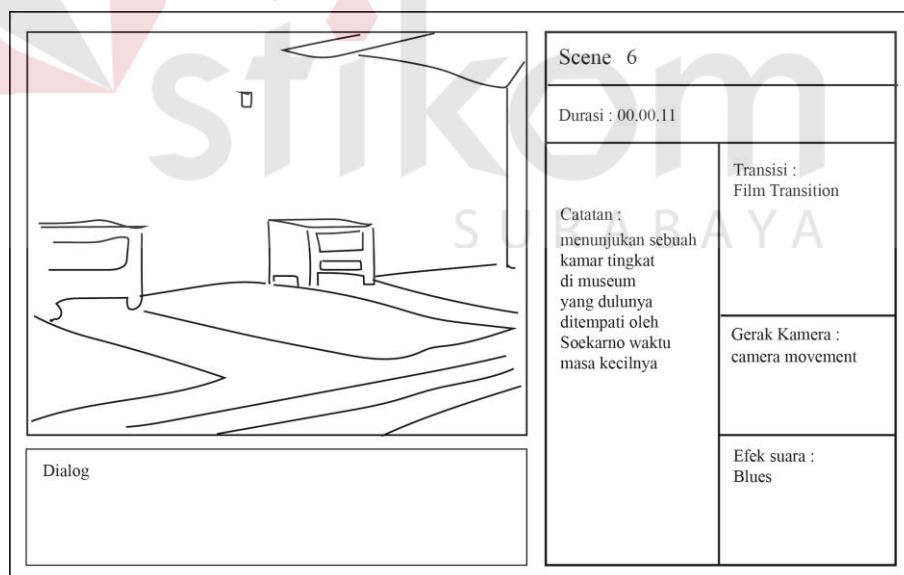 stikom
SURABAYA
Scene 6
Durasi : 00.00.11
Catatan :
menunjukan sebuah
kamar tingkat
di museum
yang dulunya
ditempati oleh
Soekarno waktu
masa kecilnya
Transisi :
Film Transition
Gerak Kamera :
camera movement
Efek suara :
Blues
Dialog